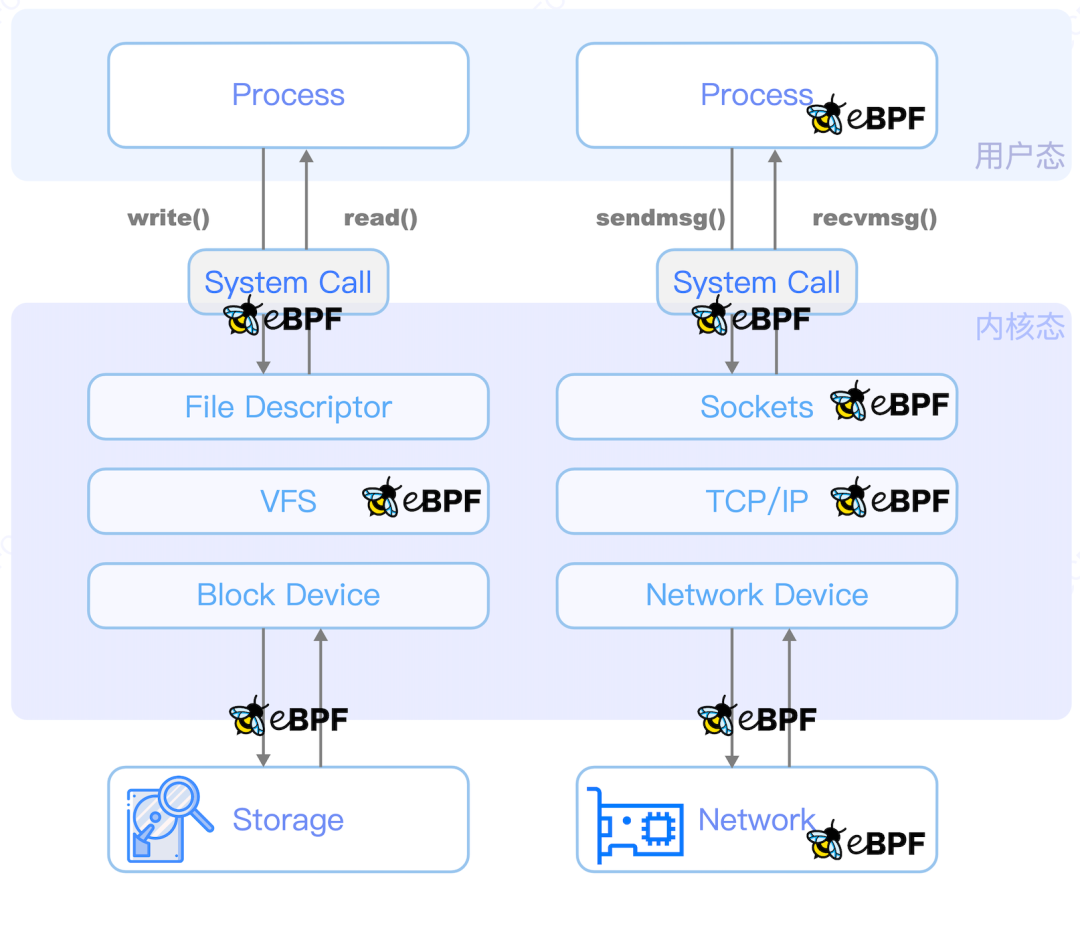 Process
Process
eBPF
用户态
write()
read()
sendmsg()
recvmsg()
System Call
System Call
eBPF
eBPF
内核态
File Descriptor
Sockets
eBPF
VFS
eBPF
TCP/IP
eBPF
Block Device
Network Device
eBPF
eBPF
Storage
Network
eBPF